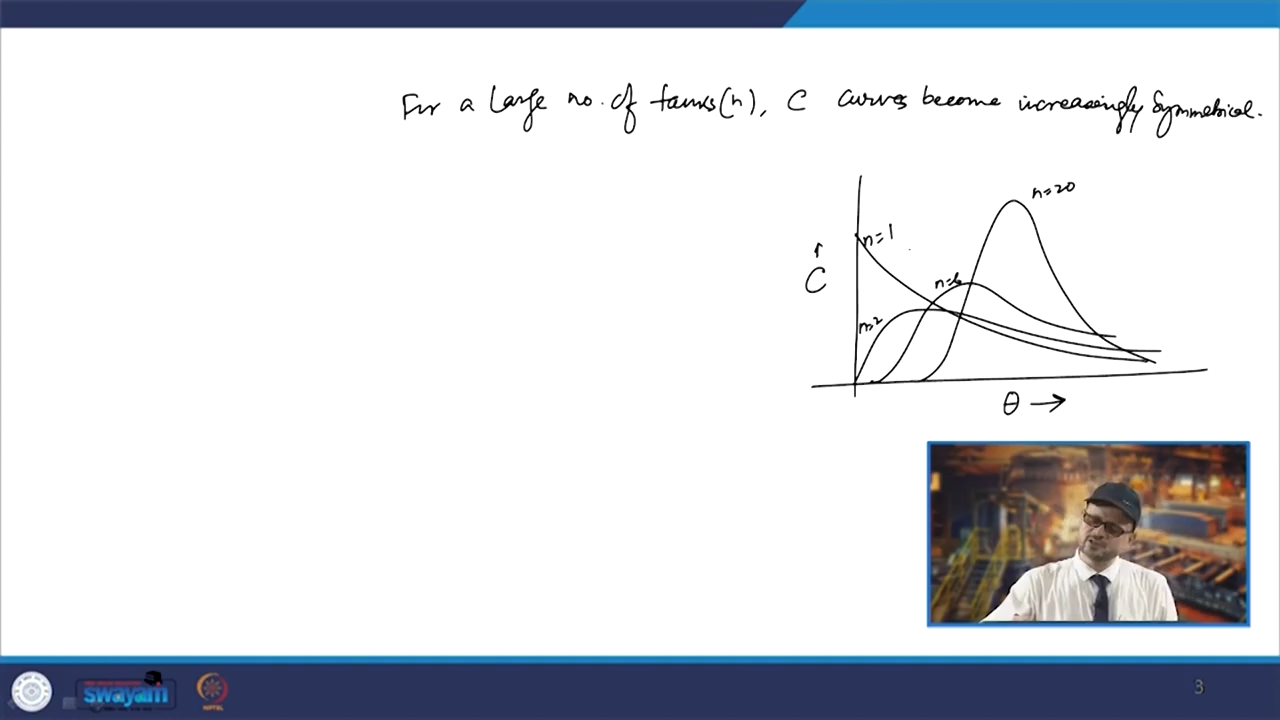 For a large no. of tanks(n), C curves become increasingly symmetrical.
n=20
n=1
C
n=6
n=2
θ →
3
swayam